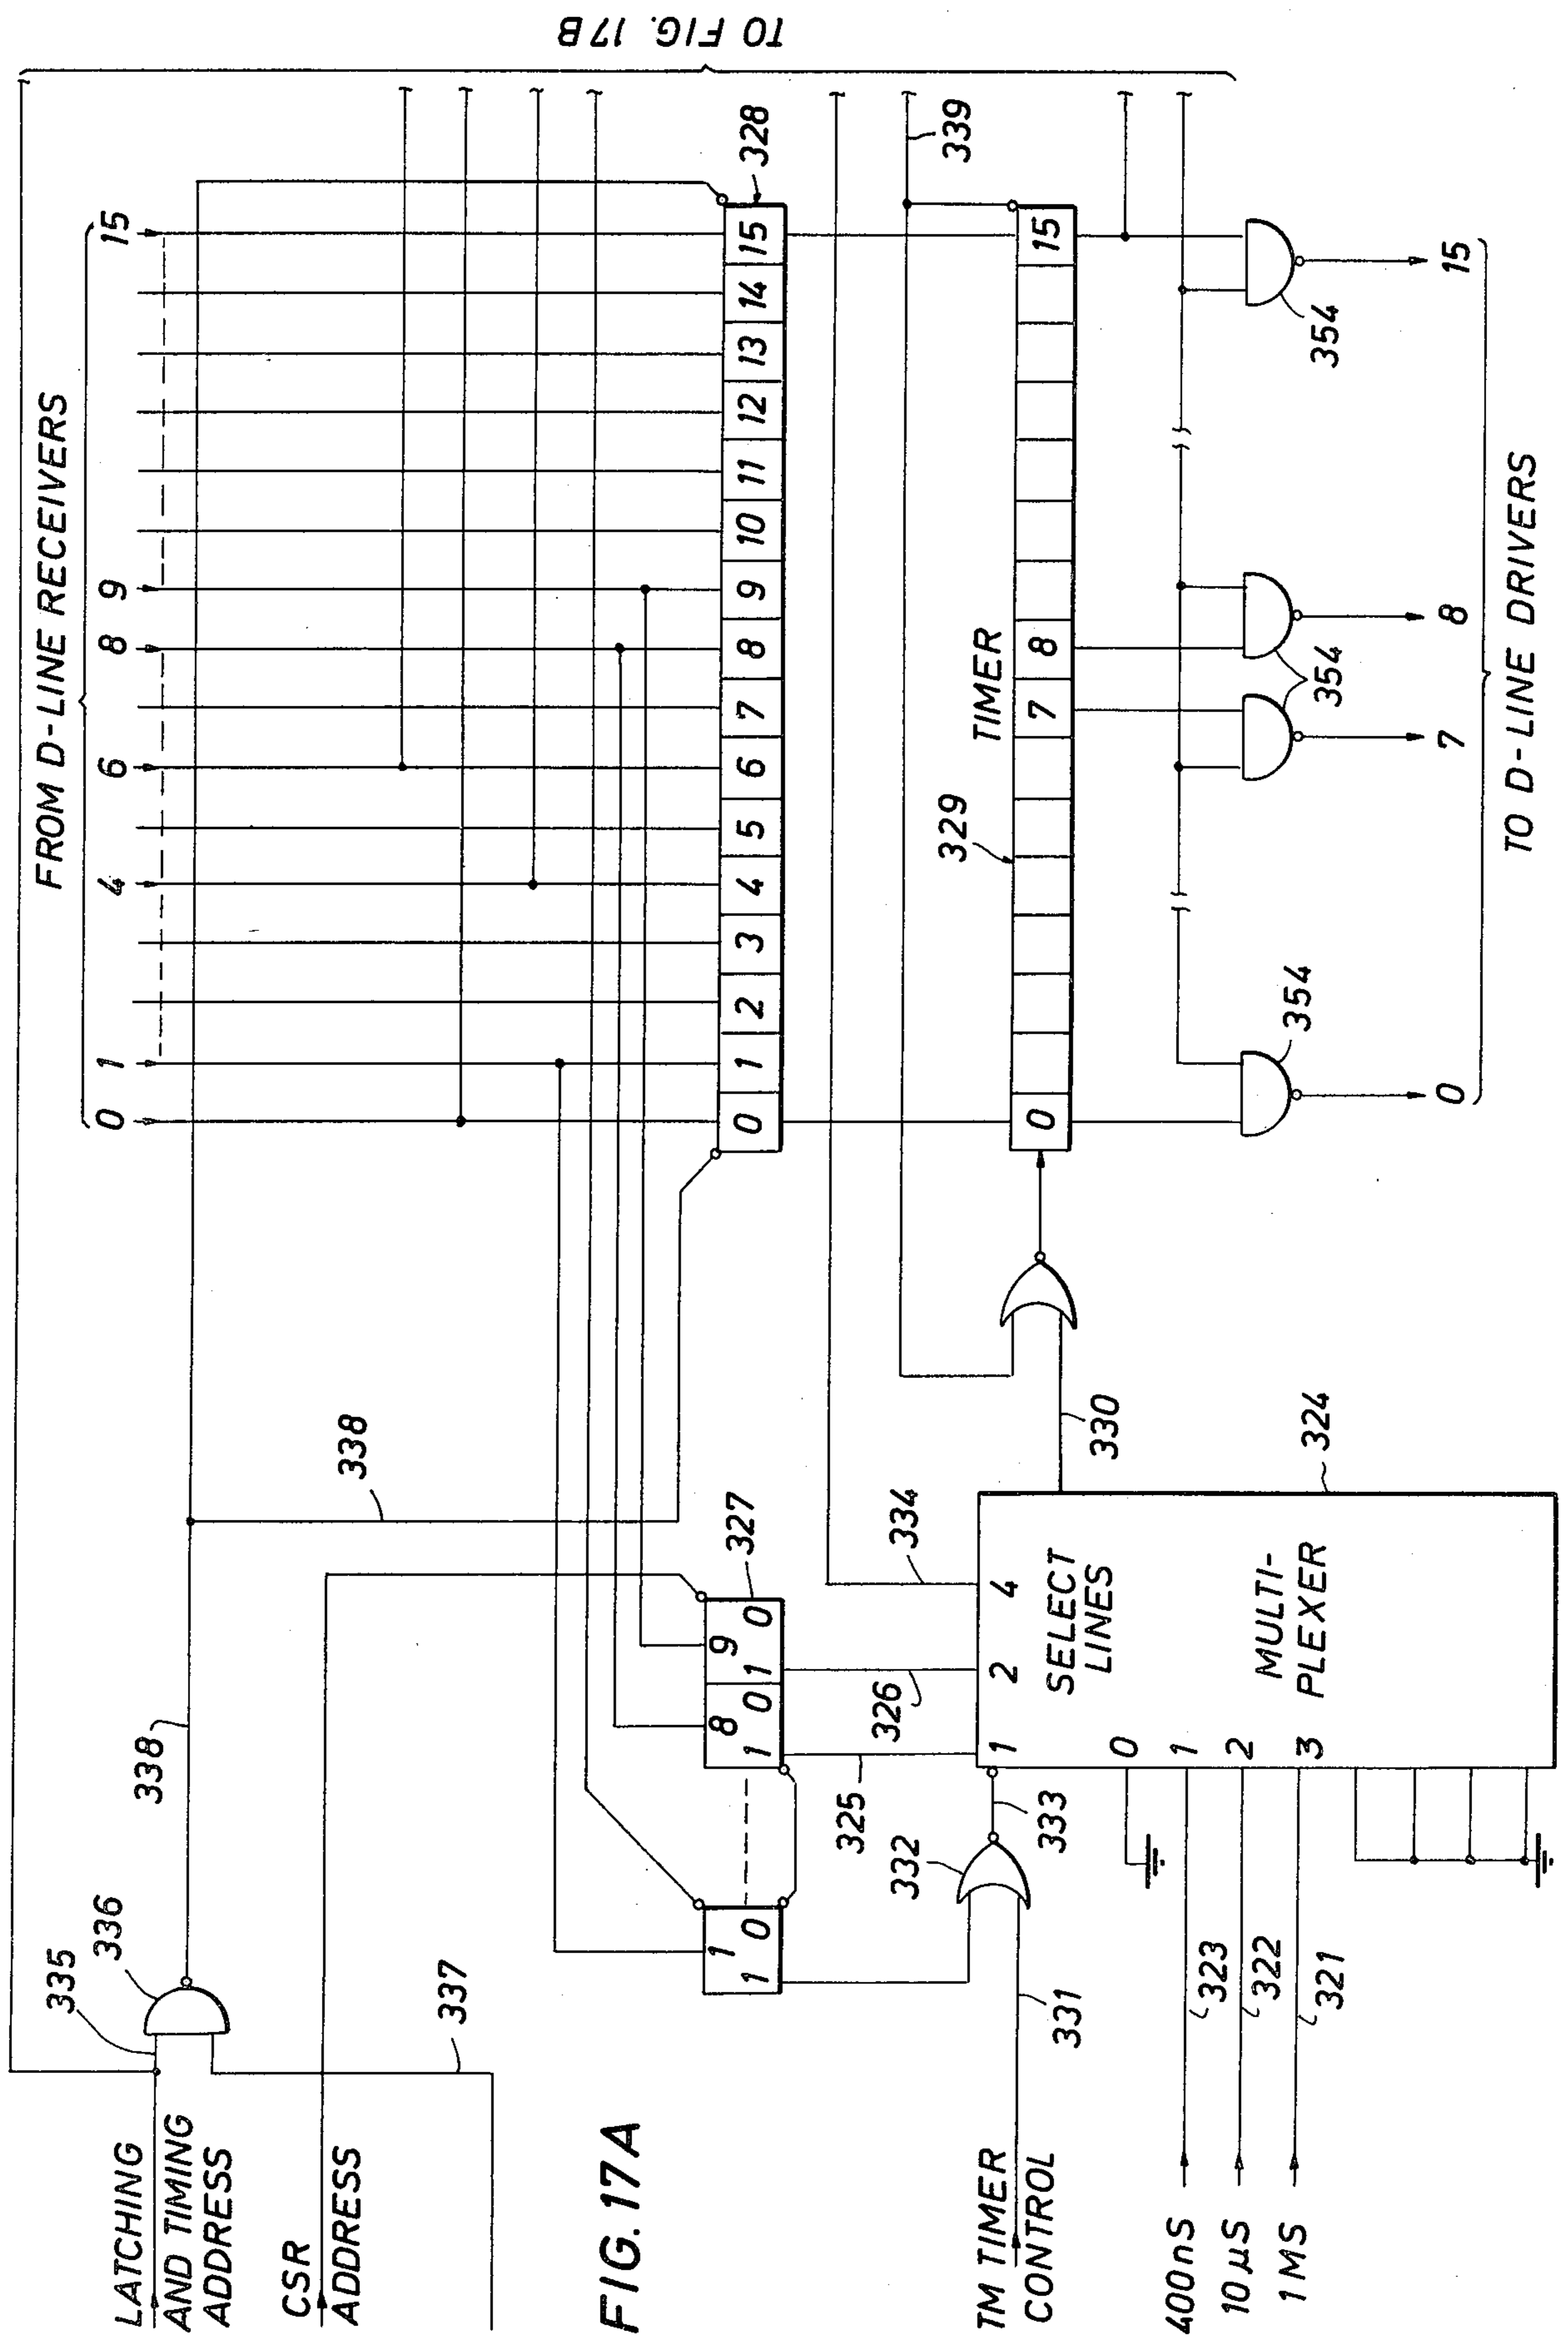 FROM D-LINE RECEIVERS
0 1 4 6 8 9 15
TO FIG. 17B
LATCHING
AND TIMING
ADDRESS
335
336
338
338
CSR
ADDRESS
337
FIG. 17A
327
1
1 0
8 9
1 0 1 0
328
0 1 2 3 4 5 6 7 8 9 10 11 12 13 14 15
325
326
334
339
332
333
TM TIMER
CONTROL
331
1 2 4
SELECT
LINES
MULTI-
PLEXER
324
330
329
TIMER
0 7 8 15
0
1
2
3
400nS
323
10 µS
322
1 MS
321
354
354
354
0 7 8 15
TO D-LINE DRIVERS